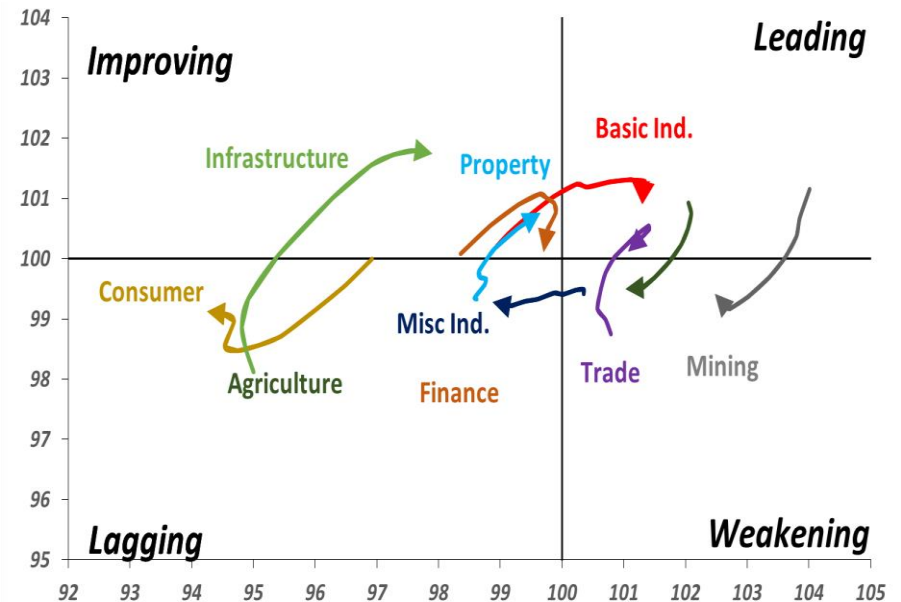 104
Improving
Leading
103
102
Basic Ind.
Infrastructure
Property
101
100
Consumer
99
Misc Ind.
Trade
Mining
98
Agriculture
Finance
97
96
Lagging
Weakening
95
92 93 94 95 96 97 98 99 100 101 102 103 104 105